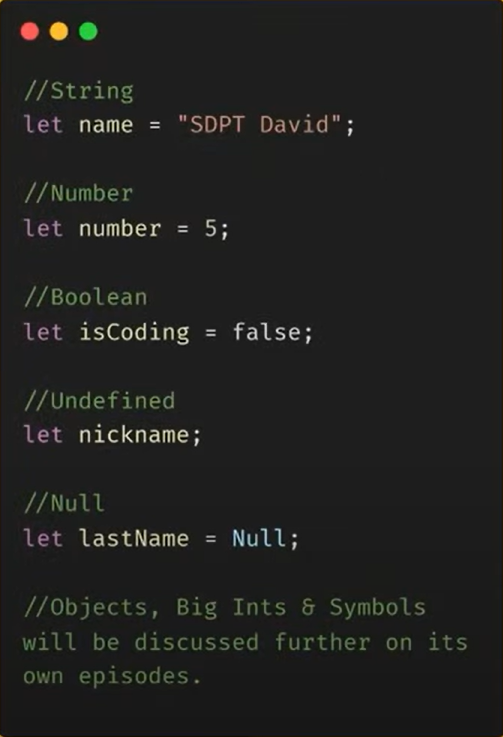 //String
let name = "SDPT David";
//Number
let number = 5;
//Boolean
let isCoding = false;
//Undefined
let nickname;
//Null
let lastName = Null;
//Objects, Big Ints & Symbols
will be discussed further on its
own episodes.